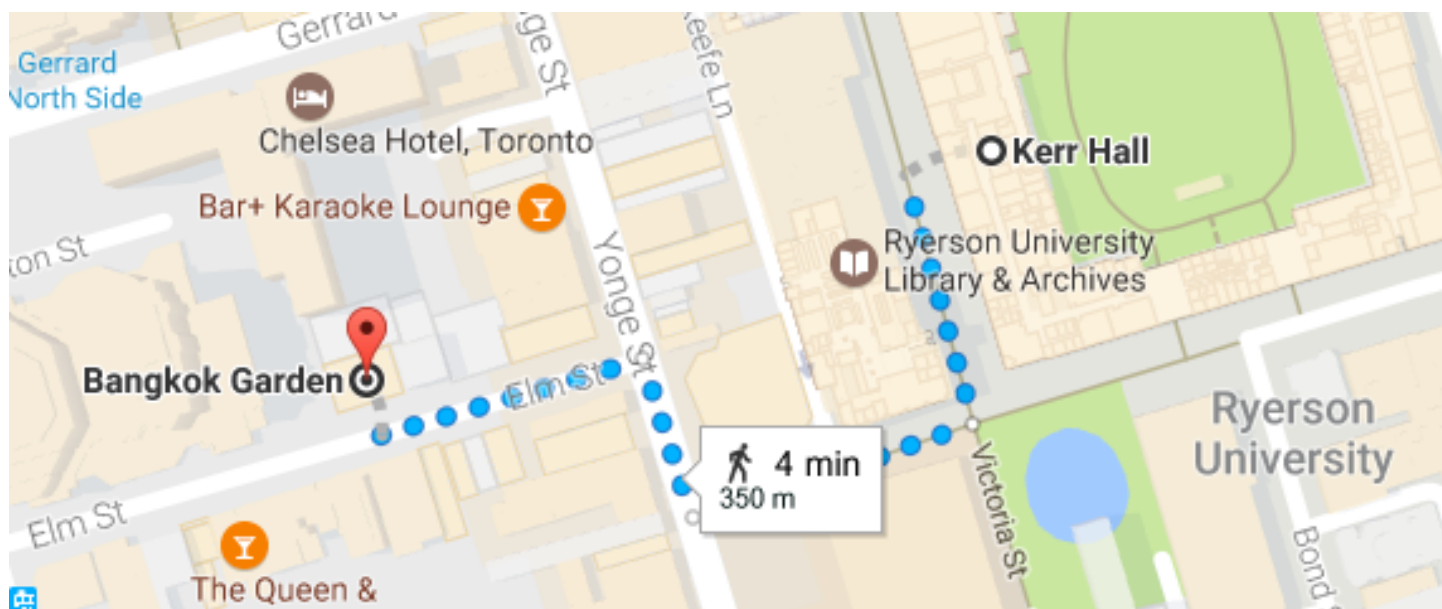 Gerrard
Gerrard
North Side
nge St
Keefe Ln
Chelsea Hotel, Toronto
Kerr Hall
Bar+ Karaoke Lounge
ton St
Yonge St
Ryerson University
Library & Archives
Bangkok Garden
Elm St
Ryerson
University
4 min
350 m
Victoria St
Elm St
Bond S
The Queen &